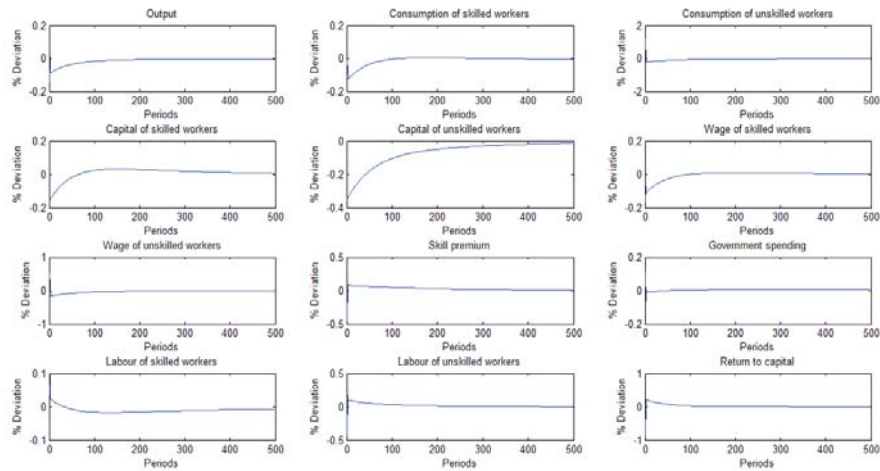 Output
Consumption of skilled workers
Consumption of unskilled workers
% Deviation
0.2
0
-0.2
0 100 200 300 400 500
Periods
% Deviation
0.2
0
-0.2
0 100 200 300 400 500
Periods
% Deviation
2
0
-2
0 100 200 300 400 500
Periods
Capital of skilled workers
Capital of unskilled workers
Wage of skilled workers
% Deviation
0.2
0
-0.2
0 100 200 300 400 500
Periods
% Deviation
0
-0.2
-0.4
0 100 200 300 400 500
Periods
% Deviation
0.2
0
-0.2
0 100 200 300 400 500
Periods
Wage of unskilled workers
Skill premium
Government spending
% Deviation
1
0
-1
0 100 200 300 400 500
Periods
% Deviation
0.5
0
-0.5
0 100 200 300 400 500
Periods
% Deviation
0.2
0
-0.2
0 100 200 300 400 500
Periods
Labour of skilled workers
Labour of unskilled workers
Return to capital
% Deviation
0.1
0
-0.1
0 100 200 300 400 500
Periods
% Deviation
0.5
0
-0.5
0 100 200 300 400 500
Periods
% Deviation
1
0
-1
0 100 200 300 400 500
Periods